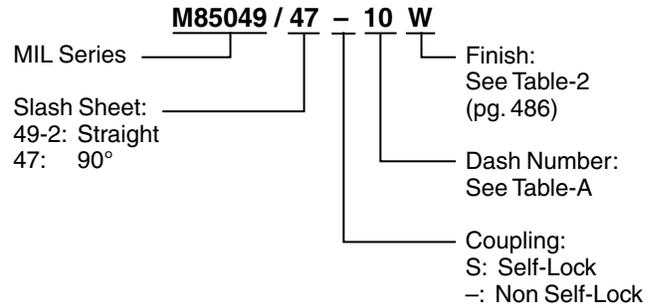 M85049 / 47 – 10 W
MIL Series
Slash Sheet:
49-2: Straight
47: 90°
Finish:
See Table-2
(pg. 486)
Dash Number:
See Table-A
Coupling:
S: Self-Lock
–: Non Self-Lock